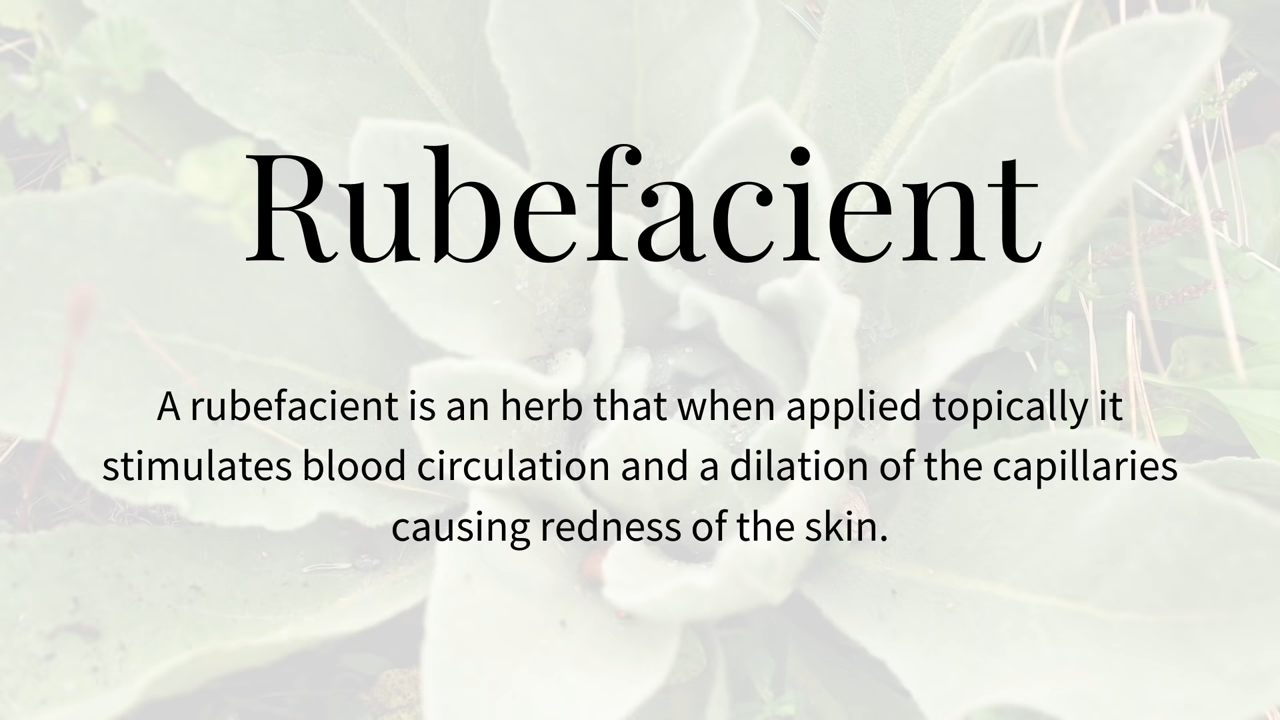 Rubefacient
A rubefacient is an herb that when applied topically it
stimulates blood circulation and a dilation of the capillaries
causing redness of the skin.